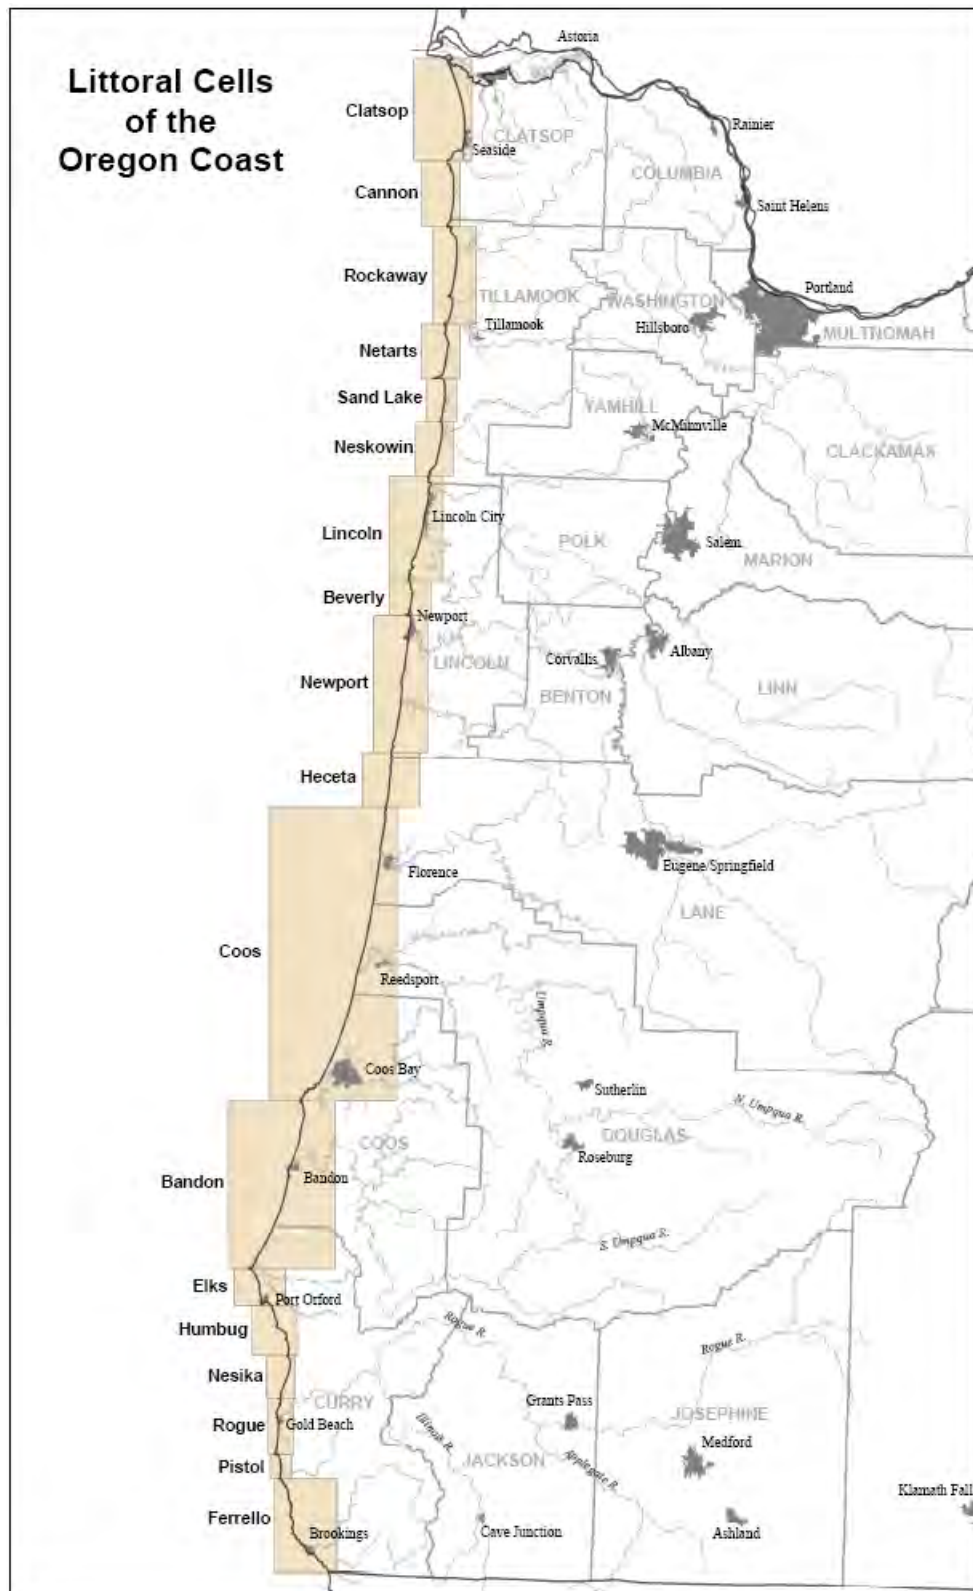 Littoral Cells
of the
Oregon Coast
Astoria
Clatsop
CLATSOP
Seaside
Rainier
COLUMBIA
Cannon
Saint Helens
Rockaway
TILLAMOOK
WASHINGTON
Portland
Tillamook
Hillsboro
MULTNOMAH
Netarts
Sand Lake
YAMHILL
McMinnville
Neskowin
CLACKAMAS
Lincoln City
Lincoln
POLK
Salem
MARION
Beverly
Newport
LINCOLN
Corvallis
Albany
Newport
BENTON
LINN
Heceta
Florence
Eugene/Springfield
LANE
Coos
Reedsport
Umpqua R.
Coos Bay
Sutherlin
N. Umpqua R.
COOS
DOUGLAS
Roseburg
Bandon
Bandon
S. Umpqua R.
Elks
Port Orford
Humbug
Rogue R.
Rogue R.
Nesika
CURRY
Grants Pass
JOSEPHINE
Rogue
Gold Beach
Illinois R.
Medford
Pistol
JACKSON
Applegate R.
Klamath Fall
Ferrello
Brookings
Cave Junction
Ashland